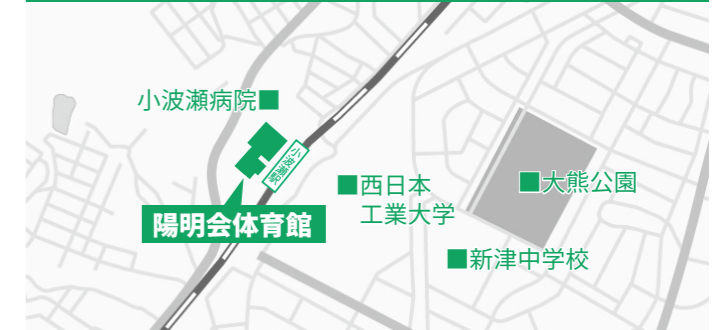 小波瀬病院■
小波瀬駅
陽明会体育館
■西日本
工業大学
■大熊公園
■新津中学校